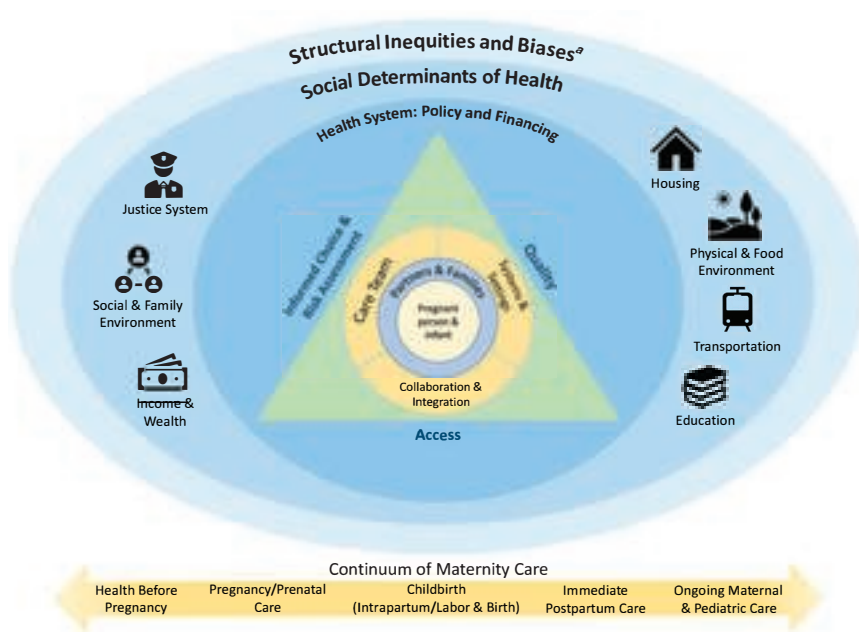 Structural Inequities and Biasesᵃ
Social Determinants of Health
Health System: Policy and Financing
Justice System
Social & Family
Environment
Income &
Wealth
Housing
Physical & Food
Environment
Transportation
Education
Informed Choice &
Risk Assessment
Quality
Access
Care Team
Systems &
Settings
Collaboration &
Integration
Partners & Families
Pregnant
person &
infant
Continuum of Maternity Care
Health Before
Pregnancy
Pregnancy/Prenatal
Care
Childbirth
(Intrapartum/Labor & Birth)
Immediate
Postpartum Care
Ongoing Maternal
& Pediatric Care